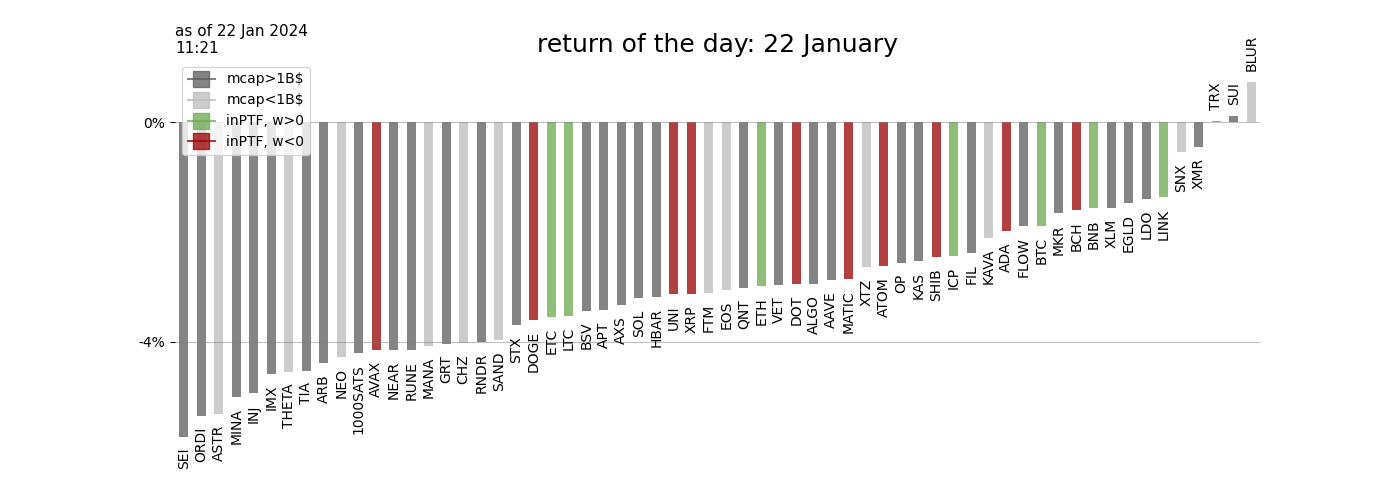 as of 22 Jan 2024
11:21
return of the day: 22 January
mcap>1B$
mcap<1B$
inPTF, w>0
inPTF, w<0
0%
-4%
SEI
ORDI
ASTR
MINA
INJ
IMX
THETA
TIA
ARB
NEO
1000SATS
AVAX
NEAR
RUNE
MANA
GRT
CHZ
RNDR
SAND
STX
DOGE
ETC
LTC
BSV
APT
AXS
SOL
HBAR
UNI
XRP
FTM
EOS
QNT
ETH
VET
DOT
ALGO
AAVE
MATIC
XTZ
ATOM
OP
KAS
SHIB
ICP
FIL
KAVA
ADA
FLOW
BTC
MKR
BCH
BNB
XLM
EGLD
LDO
LINK
SNX
XMR
TRX
SUI
BLUR